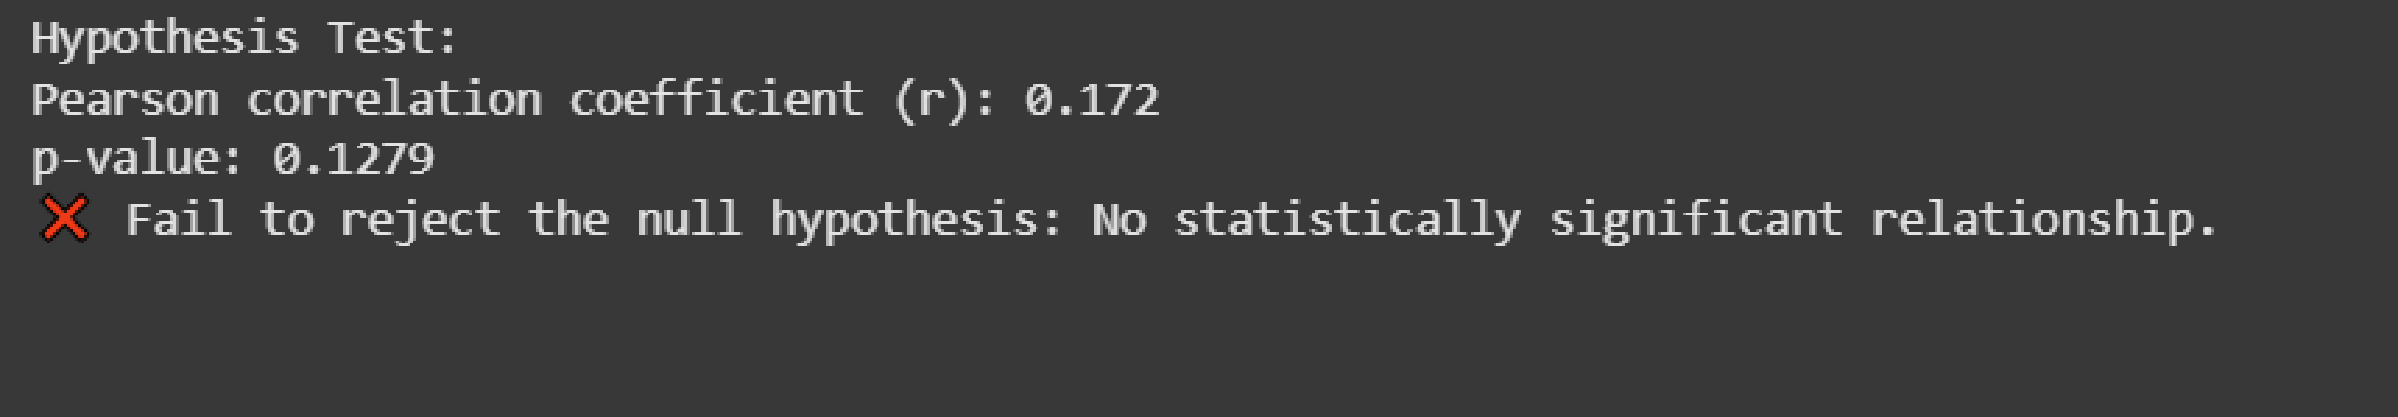 Hypothesis Test:
Pearson correlation coefficient (r): 0.172
p-value: 0.1279
❌ Fail to reject the null hypothesis: No statistically significant relationship.